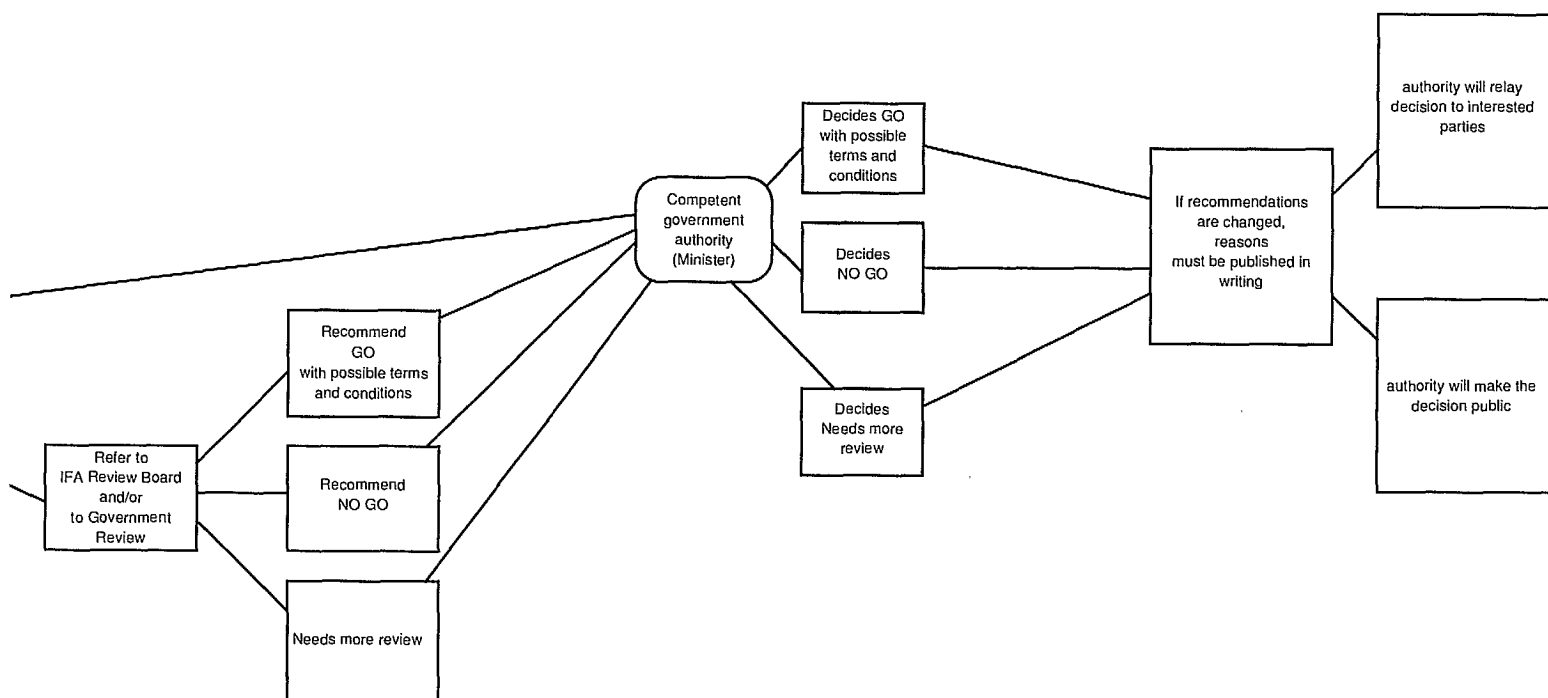 Refer to
IFA Review Board
and/or
to Government
Review
Recommend
GO
with possible terms
and conditions
Recommend
NO GO
Needs more review
Competent
government
authority
(Minister)
Decides GO
with possible
terms and
conditions
Decides
NO GO
Decides
Needs more
review
If recommendations
are changed,
reasons
must be published in
writing
authority will relay
decision to interested
parties
authority will make the
decision public